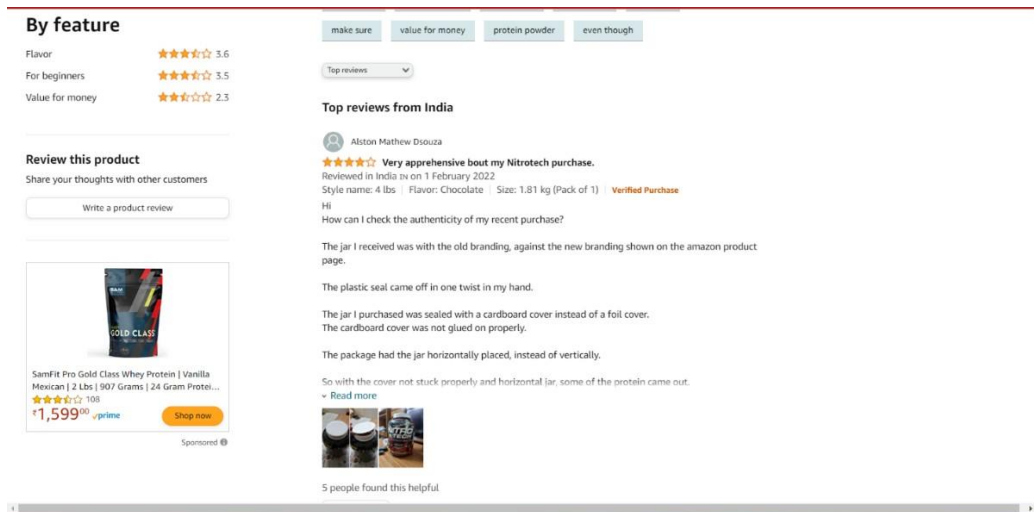 By feature
Flavor 3.6
For beginners 3.5
Value for money 2.3
Review this product
Share your thoughts with other customers
Write a product review
GOLD CLASS
SamFit Pro Gold Class Whey Protein | Vanilla
Mexican | 2 Lbs | 907 Grams | 24 Gram Protei...
108
₹1,59900 prime
Shop now
Sponsored
make sure value for money protein powder even though
Top reviews
Top reviews from India
Alston Mathew Dsouza
Very apprehensive bout my Nitrotech purchase.
Reviewed in India IN on 1 February 2022
Style name: 4 lbs | Flavor: Chocolate | Size: 1.81 kg (Pack of 1) | Verified Purchase
Hi
How can I check the authenticity of my recent purchase?
The jar I received was with the old branding, against the new branding shown on the amazon product
page.
The plastic seal came off in one twist in my hand.
The jar I purchased was sealed with a cardboard cover instead of a foil cover.
The cardboard cover was not glued on properly.
The package had the jar horizontally placed, instead of vertically.
So with the cover not stuck properly and horizontal jar, some of the protein came out.
Read more
NITRO
TECH
5 people found this helpful